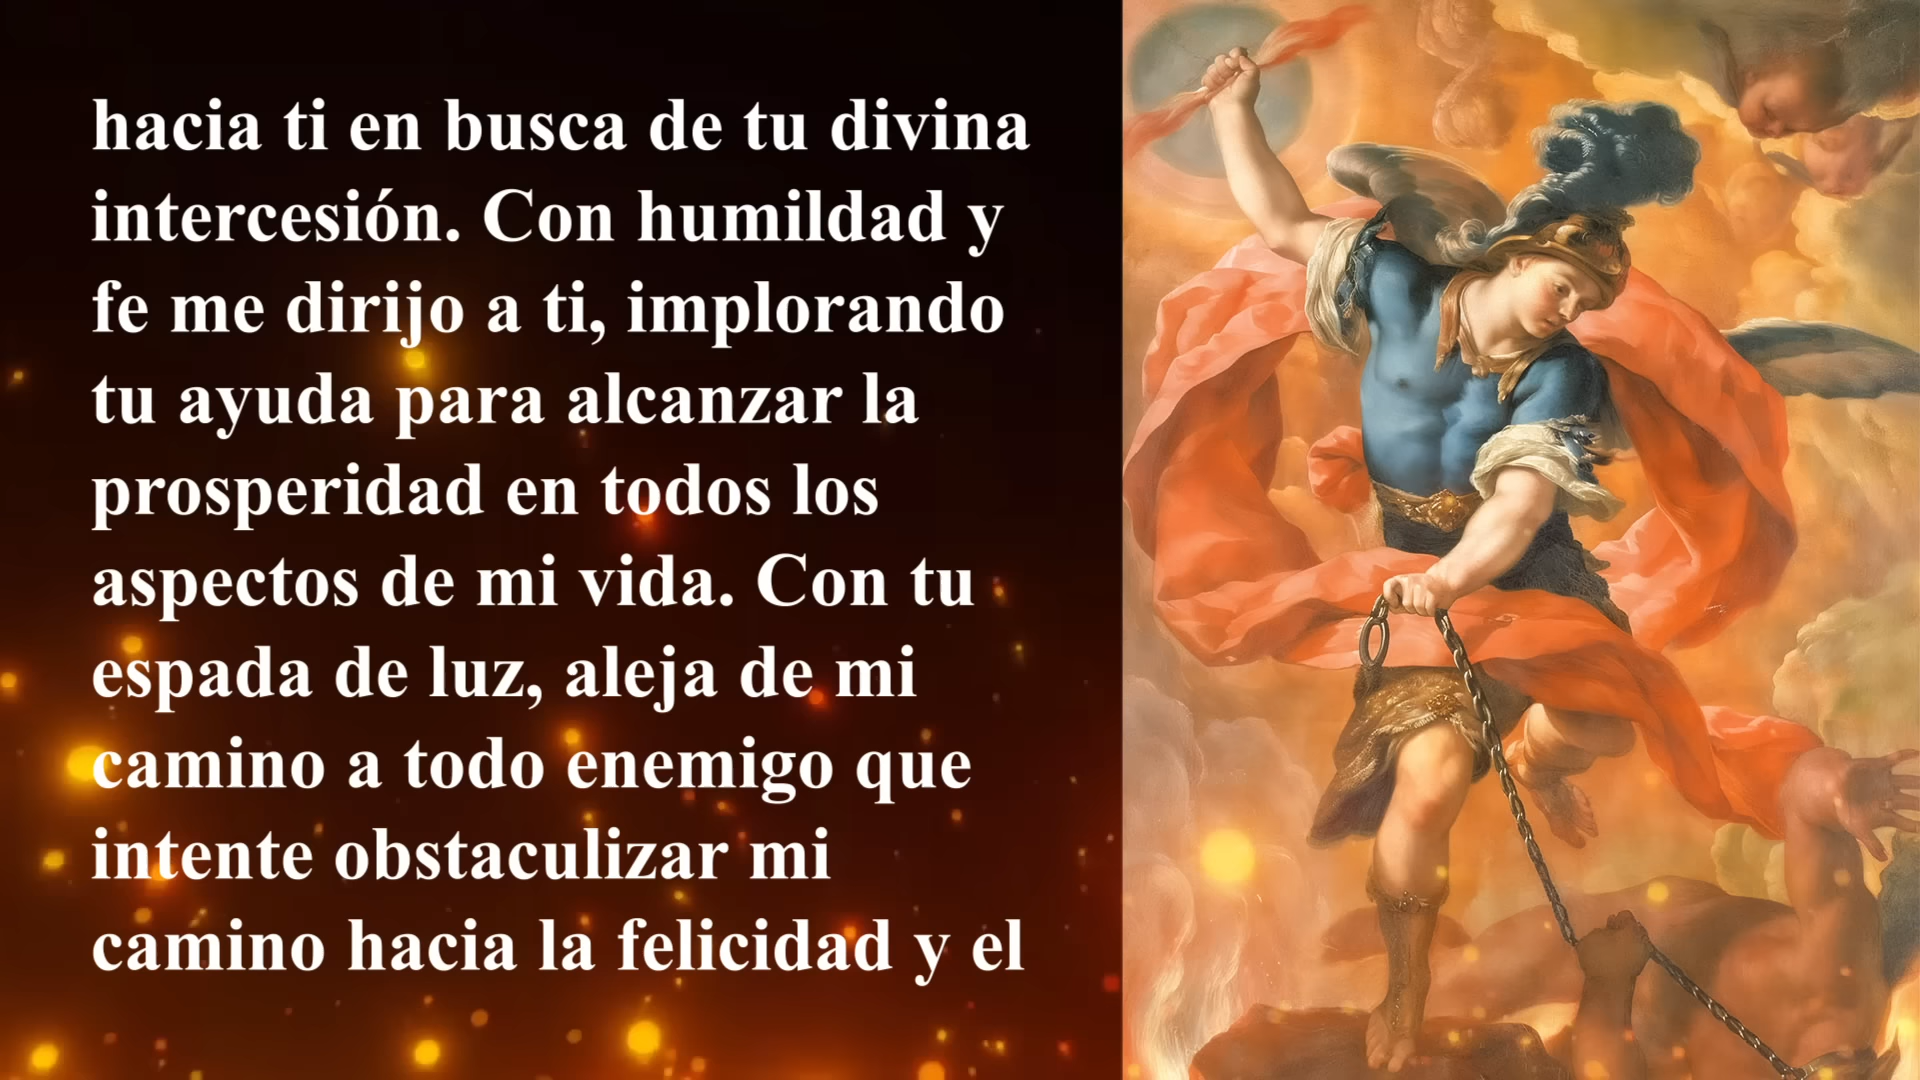 hacia ti en busca de tu divina
intercesión. Con humildad y
fe me dirijo a ti, implorando
tu ayuda para alcanzar la
prosperidad en todos los
aspectos de mi vida. Con tu
espada de luz, aleja de mi
camino a todo enemigo que
intente obstaculizar mi
camino hacia la felicidad y el